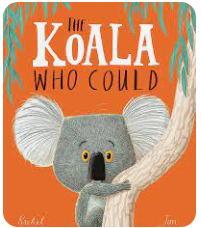 THE
KOALA
WHO COULD
Rachel Jim